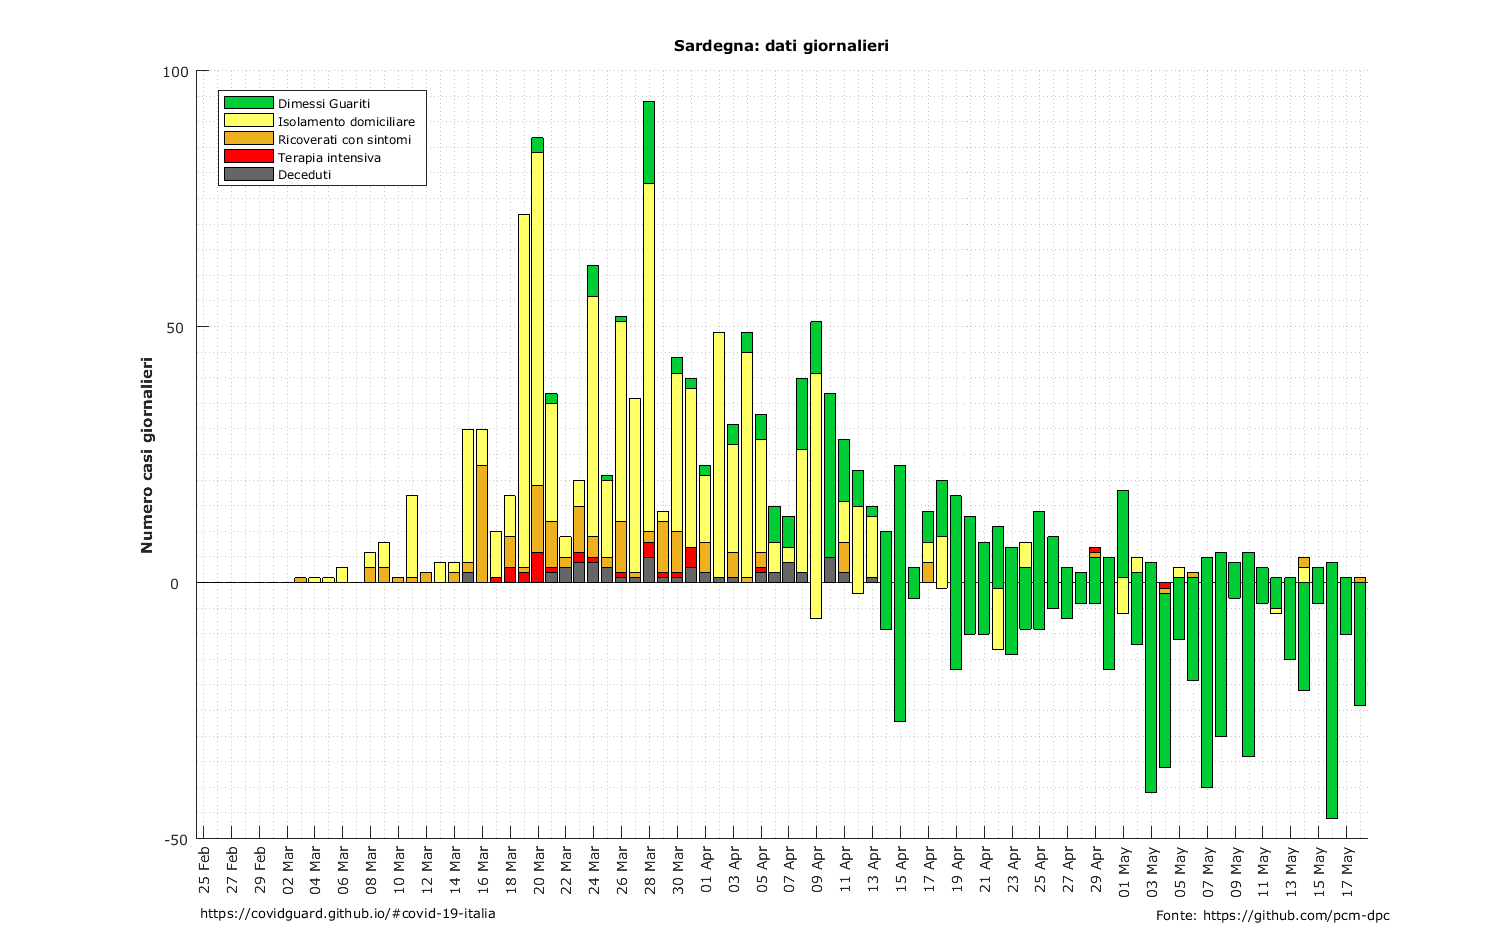 Sardegna: dati giornalieri
100
50
0
-50
Numero casi giornalieri
Dimessi Guariti
Isolamento domiciliare
Ricoverati con sintomi
Terapia intensiva
Deceduti
25 Feb
27 Feb
29 Feb
02 Mar
04 Mar
06 Mar
08 Mar
10 Mar
12 Mar
14 Mar
16 Mar
18 Mar
20 Mar
22 Mar
24 Mar
26 Mar
28 Mar
30 Mar
01 Apr
03 Apr
05 Apr
07 Apr
09 Apr
11 Apr
13 Apr
15 Apr
17 Apr
19 Apr
21 Apr
23 Apr
25 Apr
27 Apr
29 Apr
01 May
03 May
05 May
07 May
09 May
11 May
13 May
15 May
17 May
https://covidguard.github.io/#covid-19-italia
Fonte: https://github.com/pcm-dpc